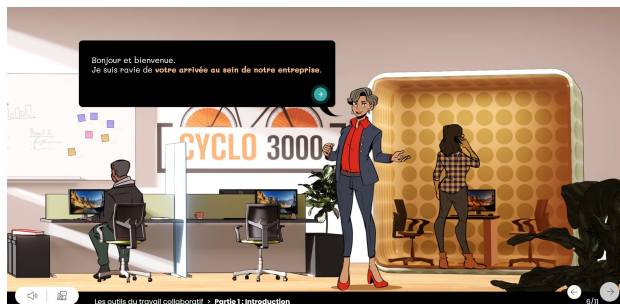 Bonjour et bienvenue.
Je suis ravie de votre arrivée au sein de notre entreprise.
CYCLO 3000
Les outils du travail collaboratif > Partie 1 : Introduction
6/11